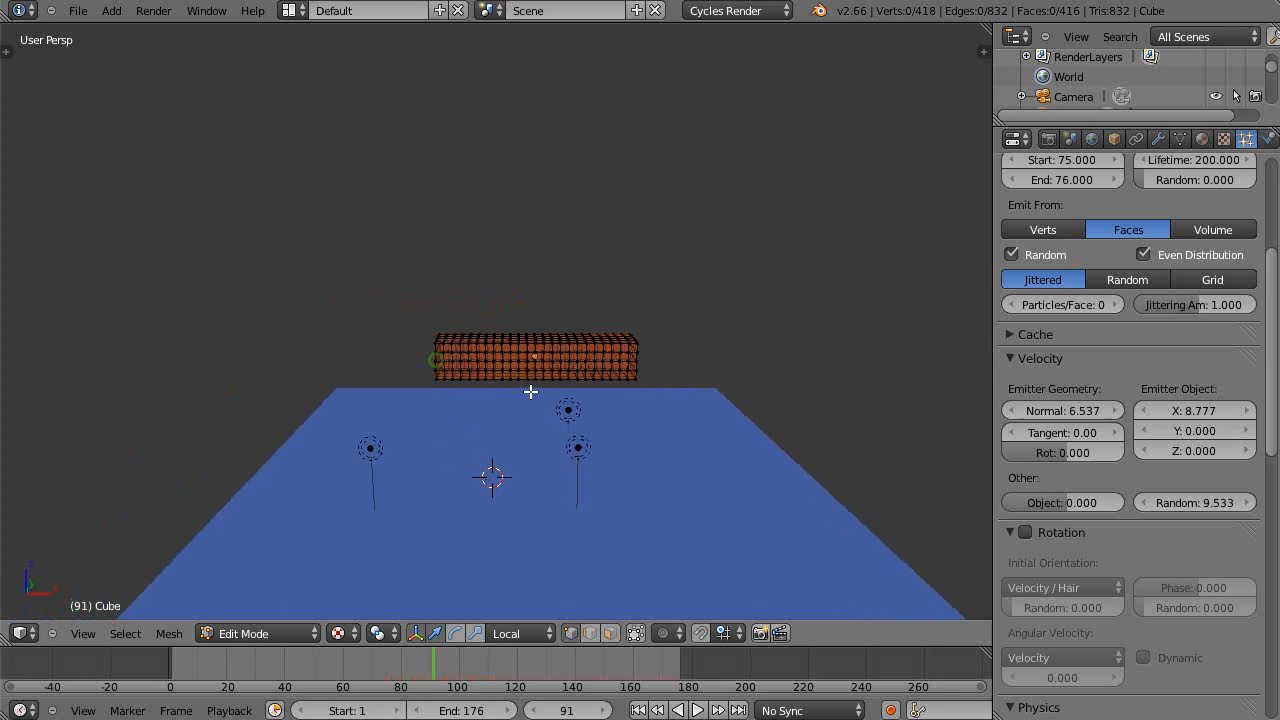 File Add Render Window Help Default Scene Cycles Render v2.66 | Verts:0/418 | Edges:0/832 | Faces:0/416 | Tris:832 | Cube
User Persp
View Search All Scenes
RenderLayers
World
Camera
Start: 75.000 Lifetime: 200.000
End: 76.000 Random: 0.000
Emit From:
Verts Faces Volume
Random Even Distribution
Jittered Random Grid
Particles/Face: 0 Jittering Am: 1.000
Cache
Velocity
Emitter Geometry: Emitter Object:
Normal: 6.537 X: 8.777
Tangent: 0.00 Y: 0.000
Rot: 0.000 Z: 0.000
Other:
Object: 0.000 Random: 9.533
Rotation
Initial Orientation:
Velocity / Hair Phase: 0.000
Random: 0.000 Random: 0.000
Angular Velocity:
Velocity Dynamic
0.000
Physics
(91) Cube
View Select Mesh Edit Mode Local
-40 -20 0 20 40 60 80 100 120 140 160 180 200 220 240 260
View Marker Frame Playback Start: 1 End: 176 91 No Sync